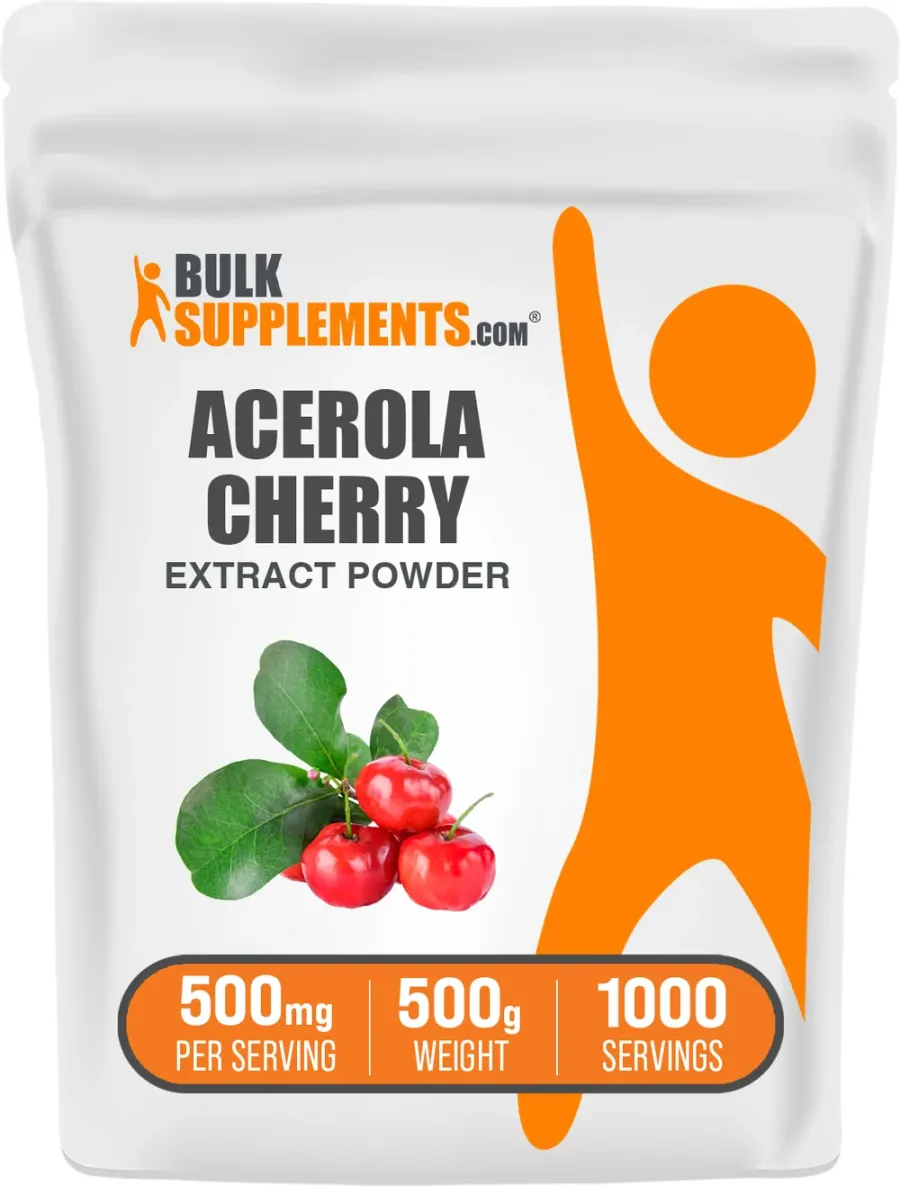 BULK
SUPPLEMENTS.COM®
ACEROLA
CHERRY
EXTRACT POWDER
500mg
PER SERVING
500g
WEIGHT
1000
SERVINGS